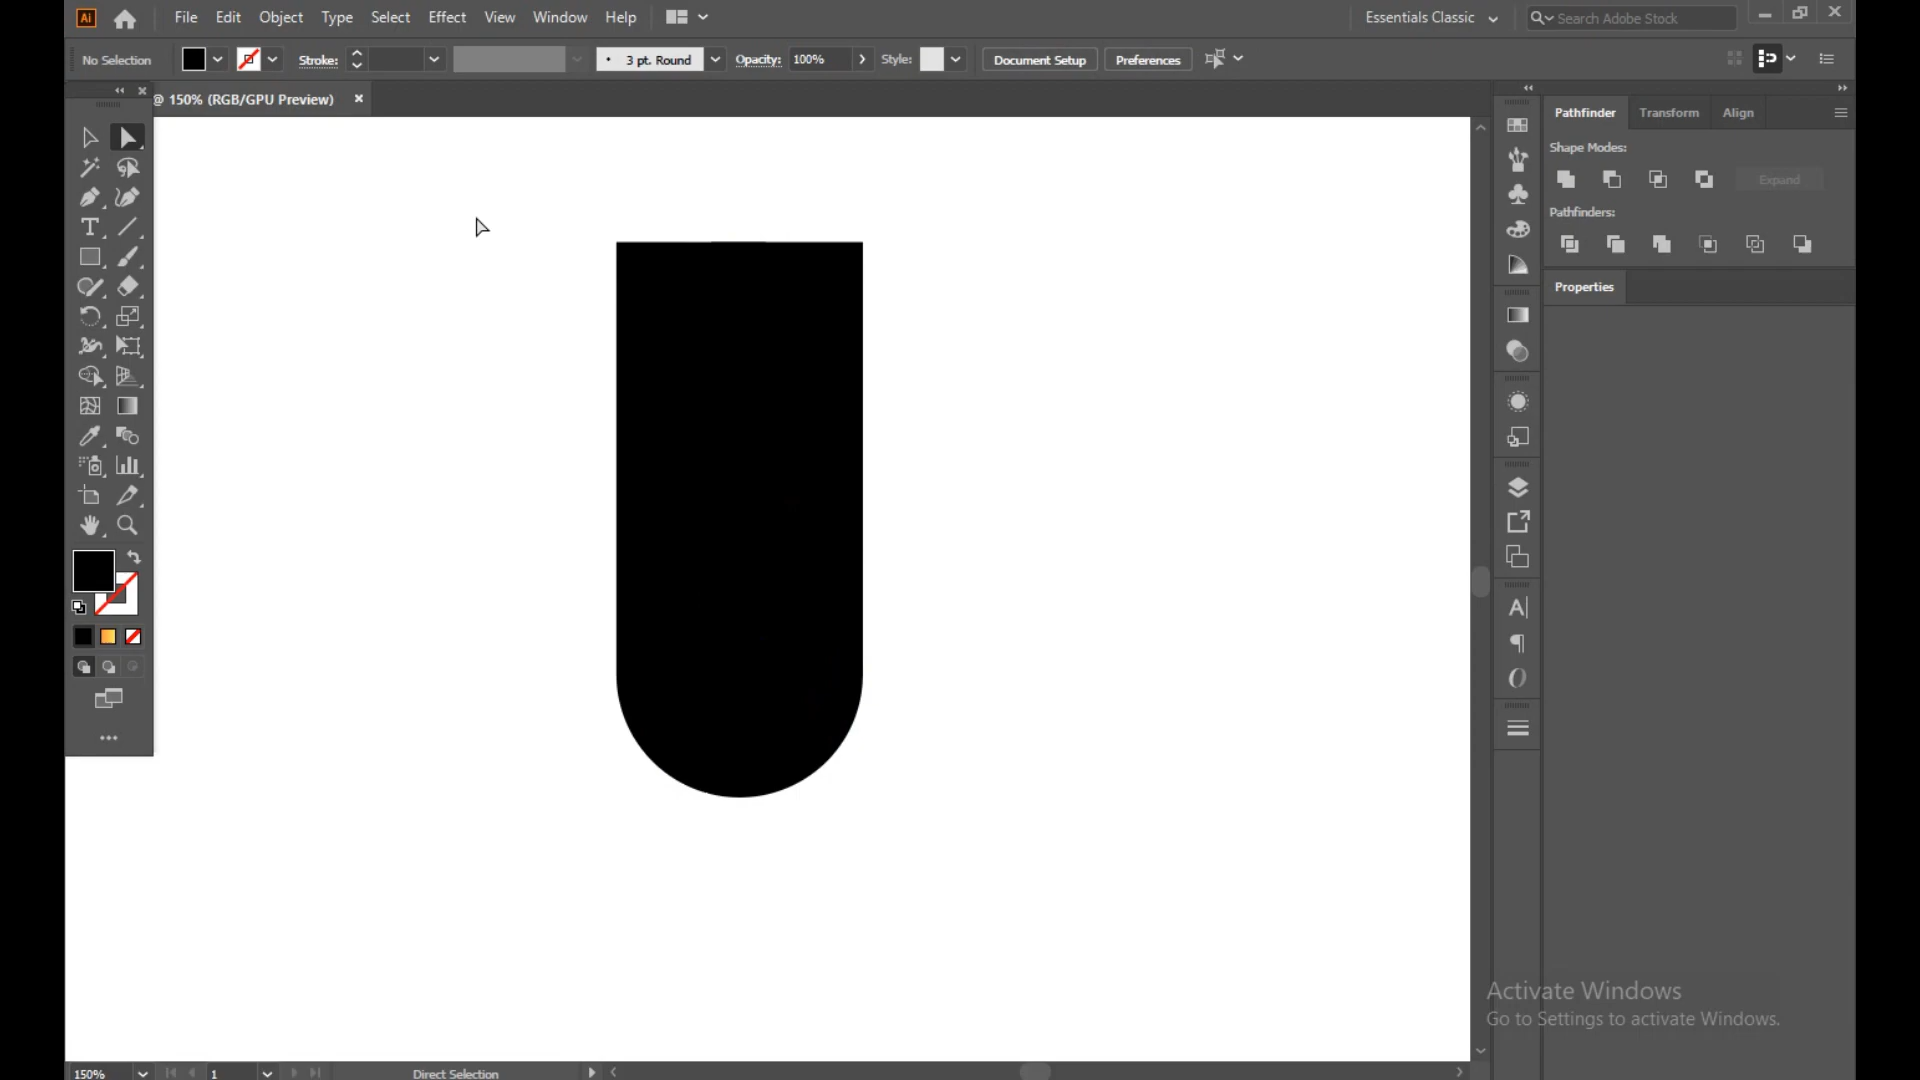 Ai File Edit Object Type Select Effect View Window Help Essentials Classic Search Adobe Stock
No Selection Stroke: 3 pt. Round Opacity: 100% Style: Document Setup Preferences
@ 150% (RGB/GPU Preview)
Pathfinder Transform Align
Shape Modes:
Expand
Pathfinders:
Properties
Activate Windows
Go to Settings to activate Windows.
150% 1 Direct Selection